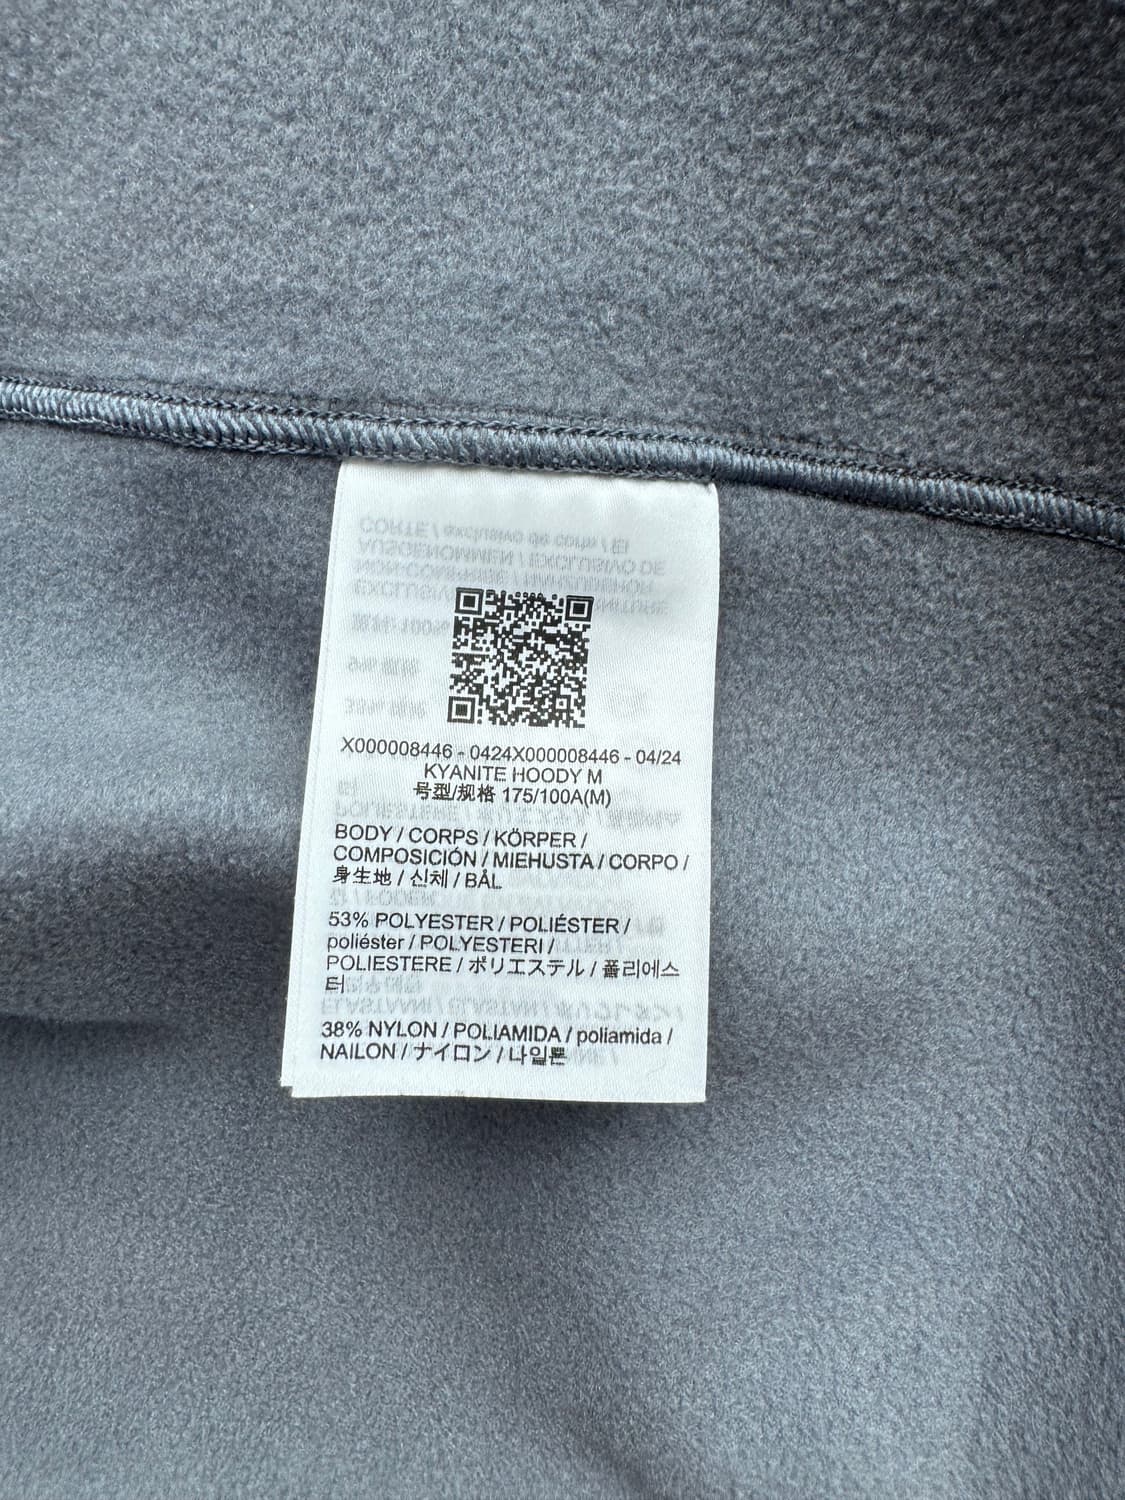 X000008446 - 0424X000008446 - 04/24
KYANITE HOODY M
号型/规格 175/100A(M)
BODY / CORPS / KÖRPER /
COMPOSICIÓN / MIEHUSTA / CORPO /
身生地 / 신체 / BÅL
53% POLYESTER / POLIÉSTER /
poliéster / POLYESTERI /
POLIESTERE / ポリエステル / 폴리에스
터
38% NYLON / POLIAMIDA / poliamida /
NAILON / ナイロン / 나일론